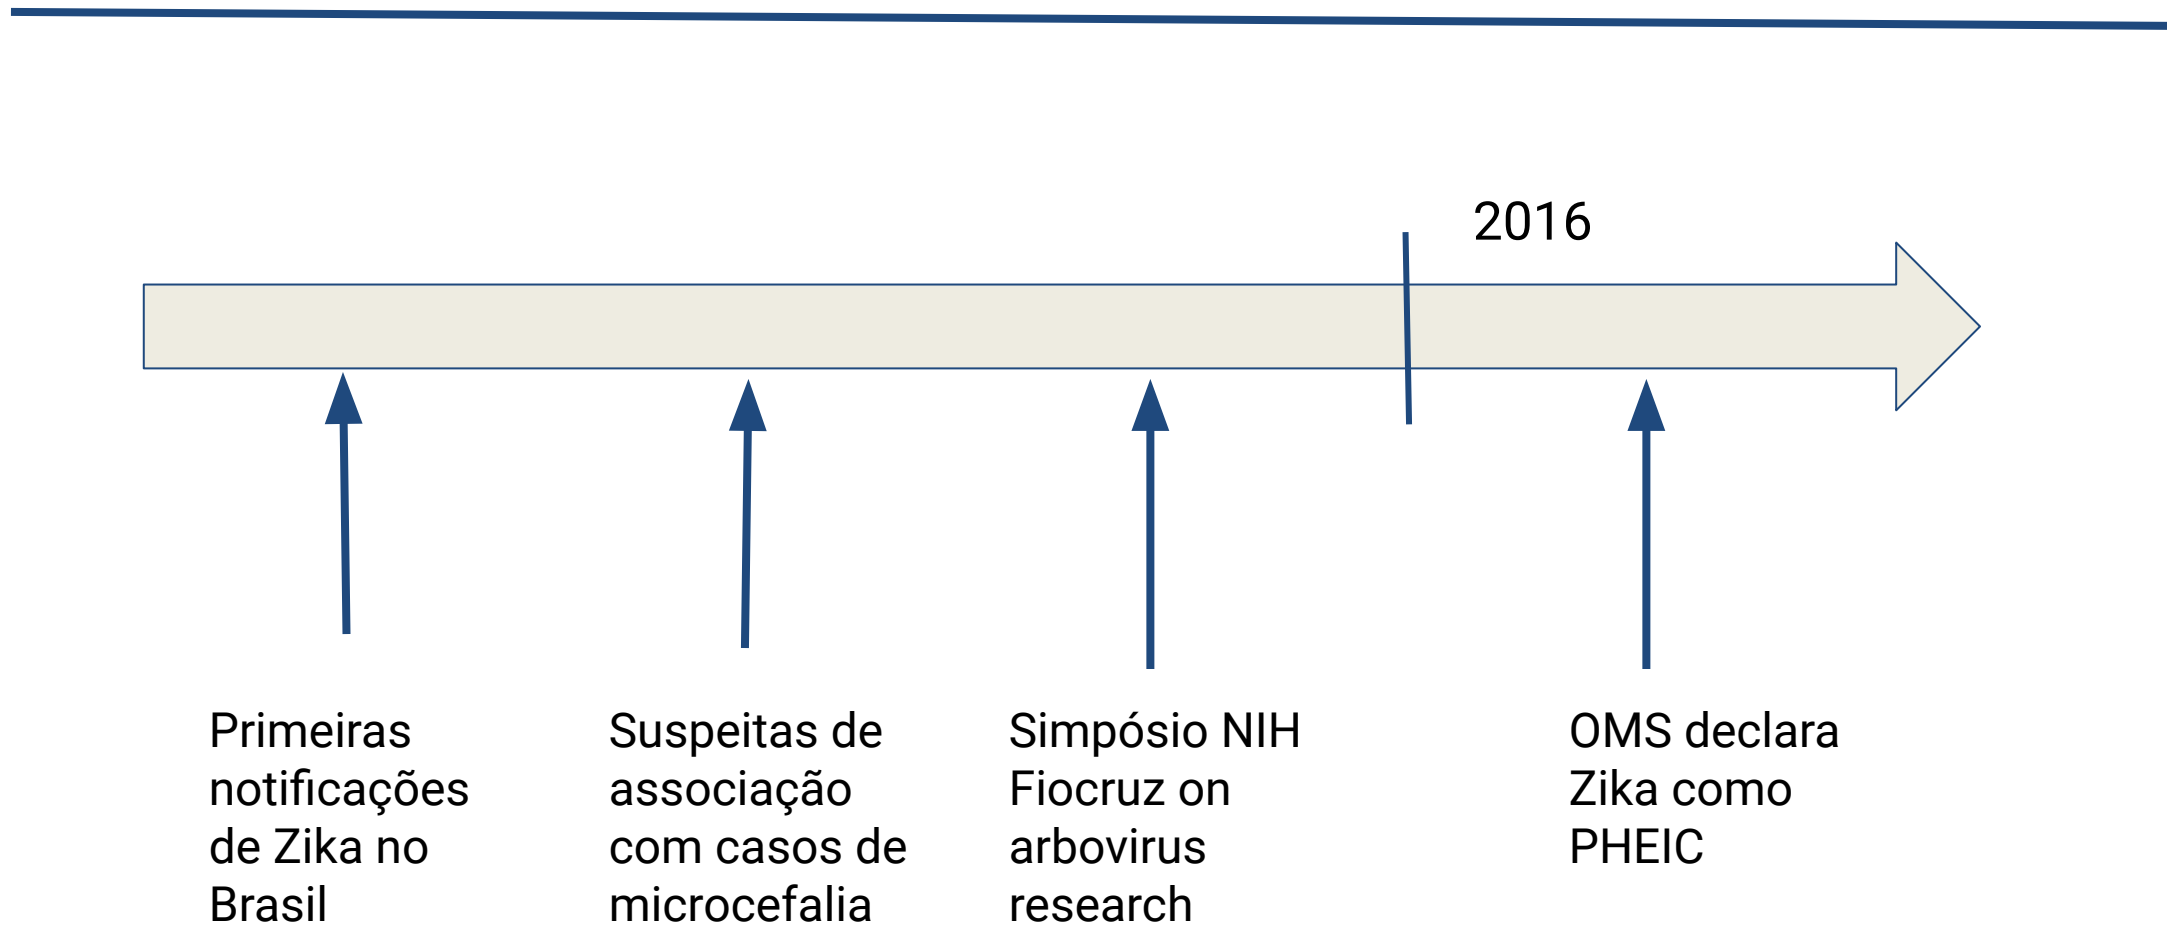 2016
Primeiras
notificações
de Zika no
Brasil
Suspeitas de
associação
com casos de
microcefalia
Simpósio NIH
Fiocruz on
arbovirus
research
OMS declara
Zika como
PHEIC